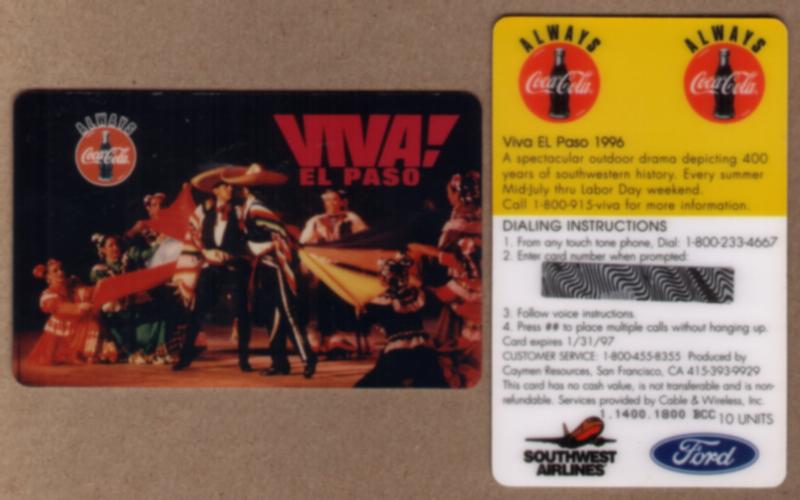 ALWAYS
Coca-Cola
VIVA!
EL PASO
ALWAYS
Coca-Cola
ALWAYS
Coca-Cola
Viva EL Paso 1996
A spectacular outdoor drama depicting 400
years of southwestern history. Every summer
Mid-July thru Labor Day weekend.
Call 1-800-915-viva for more information.
DIALING INSTRUCTIONS
1. From any touch tone phone, Dial: 1-800-233-4667
2. Enter card number when prompted:
3. Follow voice instructions.
4. Press ## to place multiple calls without hanging up.
Card expires 1/31/97
CUSTOMER SERVICE: 1-800-455-8355 Produced by
Caymen Resources, San Francisco, CA 415-393-9929
This card has no cash value, is not transferable and is non-
refundable. Services provided by Cable & Wireless, Inc.
1.1400.1800 BCC 10 UNITS
SOUTHWEST
AIRLINES
Ford